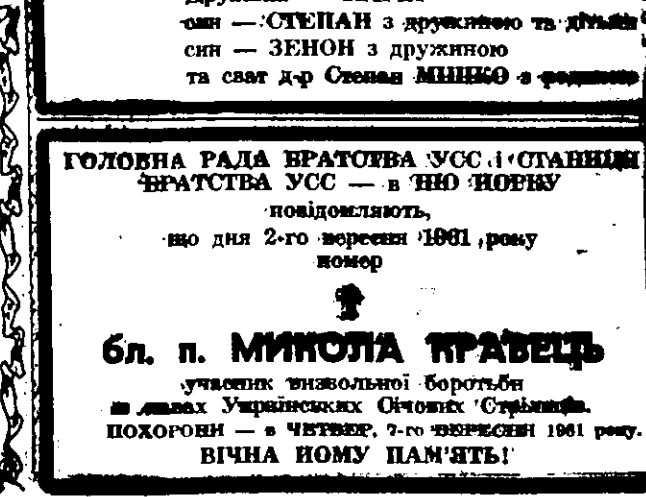 син — СТЕПАН з дружиною та дітьми
син — ЗЕНОН з дружиною
та сват д-р Степан МИНКО з родиною
ГОЛОВНА РАДА БРАТСТВА УСС і СТАНИЦЯ
БРАТСТВА УСС — в НЮ ЙОРКУ
повідомляють,
що дня 2-го вересня 1961 року
помер
бл. п. МИКОЛА КРАВЕЦЬ
учасник визвольної боротьби
в лавах Українських Січових Стрільців.
ПОХОРОНИ — в ЧЕТВЕР, 7-го ВЕРЕСНЯ 1961 року.
ВІЧНА ЙОМУ ПАМ'ЯТЬ!